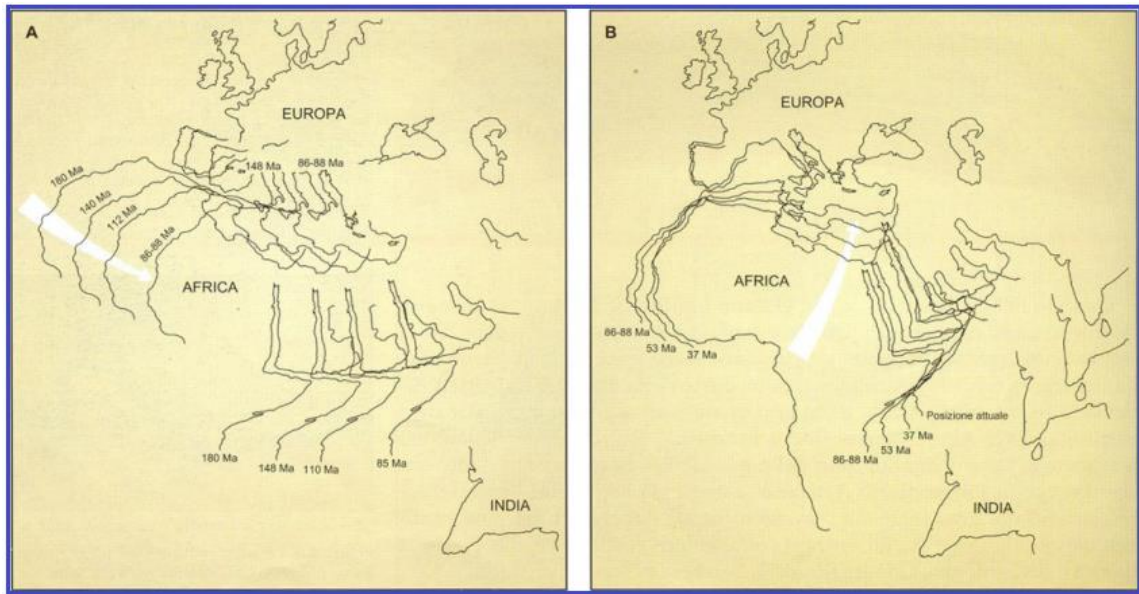 A
EUROPA
148 Ma
86-88 Ma
180 Ma
140 Ma
112 Ma
86-88 Ma
AFRICA
180 Ma
148 Ma
110 Ma
85 Ma
INDIA
B
EUROPA
AFRICA
86-88 Ma
53 Ma
37 Ma
Posizione attuale
37 Ma
53 Ma
86-88 Ma
INDIA